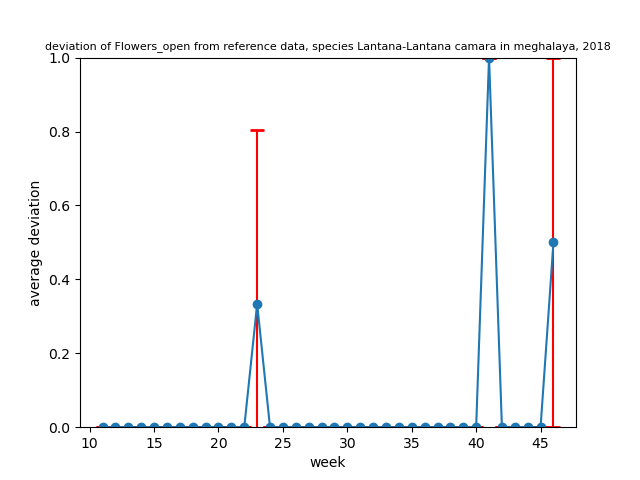 deviation of Flowers_open from reference data, species Lantana-Lantana camara in meghalaya, 2018
1.0
0.8
0.6
0.4
0.2
0.0
average deviation
10 15 20 25 30 35 40 45
week